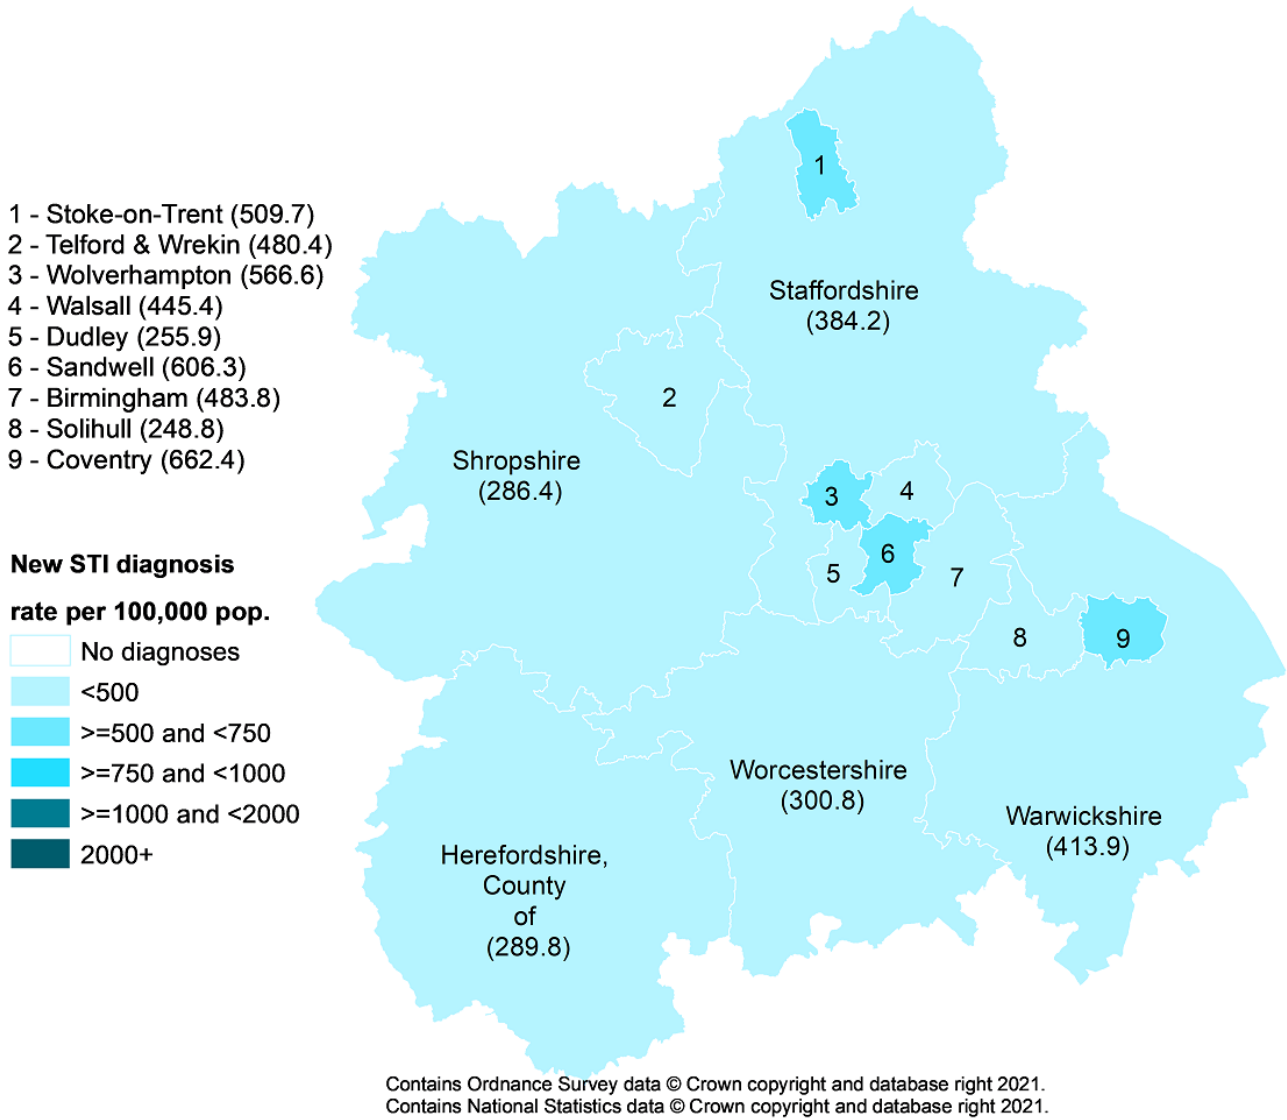 1 - Stoke-on-Trent (509.7)
2 - Telford & Wrekin (480.4)
3 - Wolverhampton (566.6)
4 - Walsall (445.4)
5 - Dudley (255.9)
6 - Sandwell (606.3)
7 - Birmingham (483.8)
8 - Solihull (248.8)
9 - Coventry (662.4)
New STI diagnosis
rate per 100,000 pop.
No diagnoses
<500
>=500 and <750
>=750 and <1000
>=1000 and <2000
2000+
1
Staffordshire
(384.2)
2
Shropshire
(286.4)
3
4
6
5
7
8
9
Worcestershire
(300.8)
Warwickshire
(413.9)
Herefordshire,
County
of
(289.8)
Contains Ordnance Survey data © Crown copyright and database right 2021.
Contains National Statistics data © Crown copyright and database right 2021.